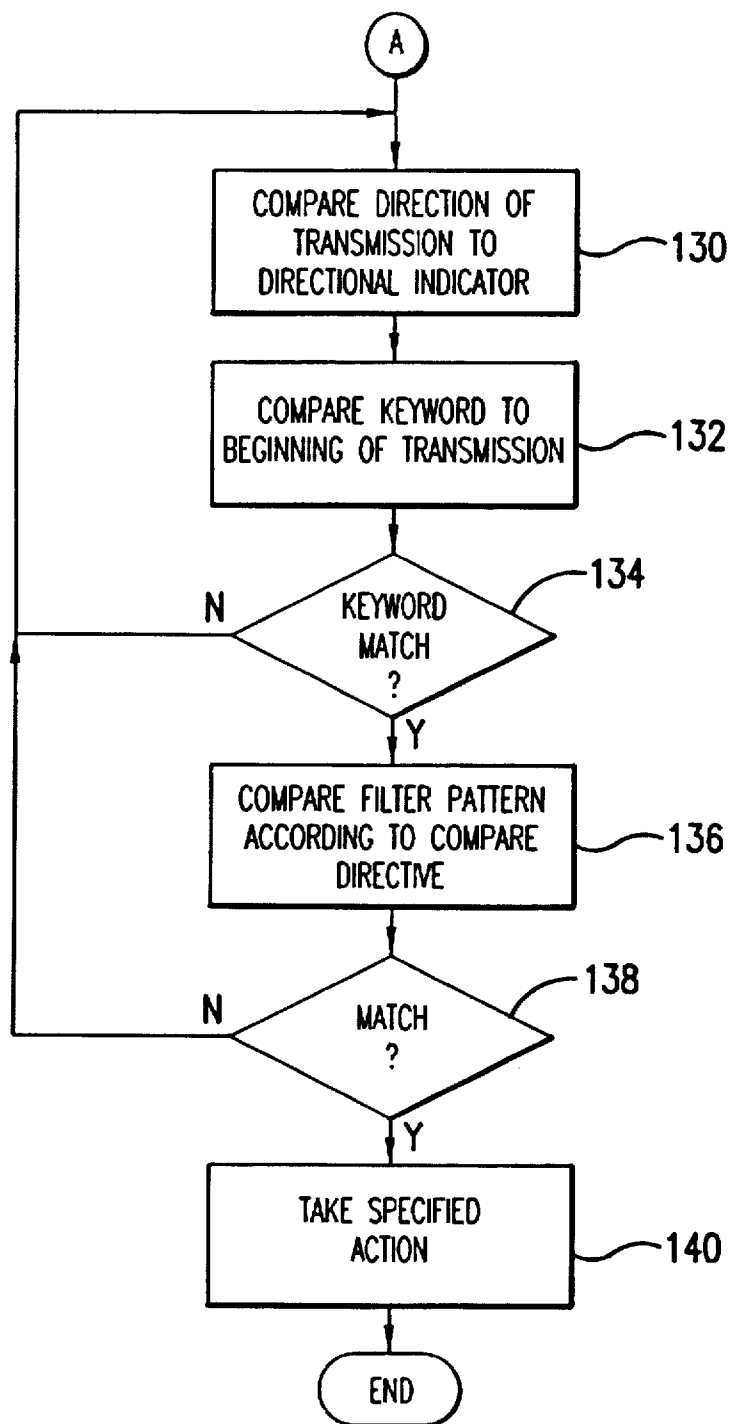 A
COMPARE DIRECTION OF
TRANSMISSION TO
DIRECTIONAL INDICATOR
130
COMPARE KEYWORD TO
BEGINNING OF TRANSMISSION
132
134
N
KEYWORD
MATCH
?
Y
COMPARE FILTER PATTERN
ACCORDING TO COMPARE
DIRECTIVE
136
138
N
MATCH
?
Y
TAKE SPECIFIED
ACTION
140
END